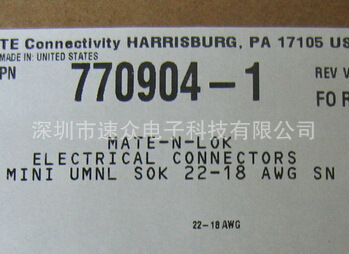 TE Connectivity HARRISBURG, PA 17105 US
MADE IN: UNITED STATES
PN 770904-1 REV
FO R
深圳市速众电子科技有限公司
MATE-N-LOK
ELECTRICAL CONNECTORS
MINI UMNL SOK 22-18 AWG SN
22-18 AWG